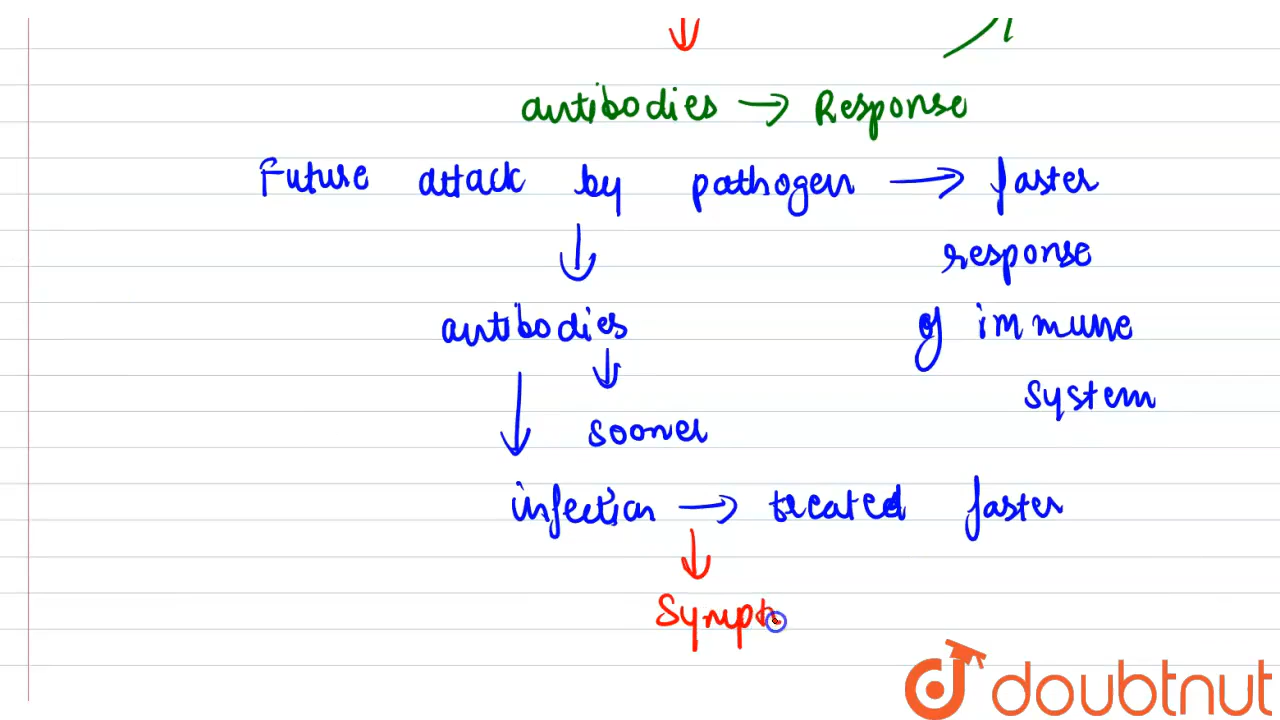 antibodies → Response
Future attack by pathogen → faster
response
antibodies of immune
system
sooner
infection → treated faster
Sympt
doubtnut